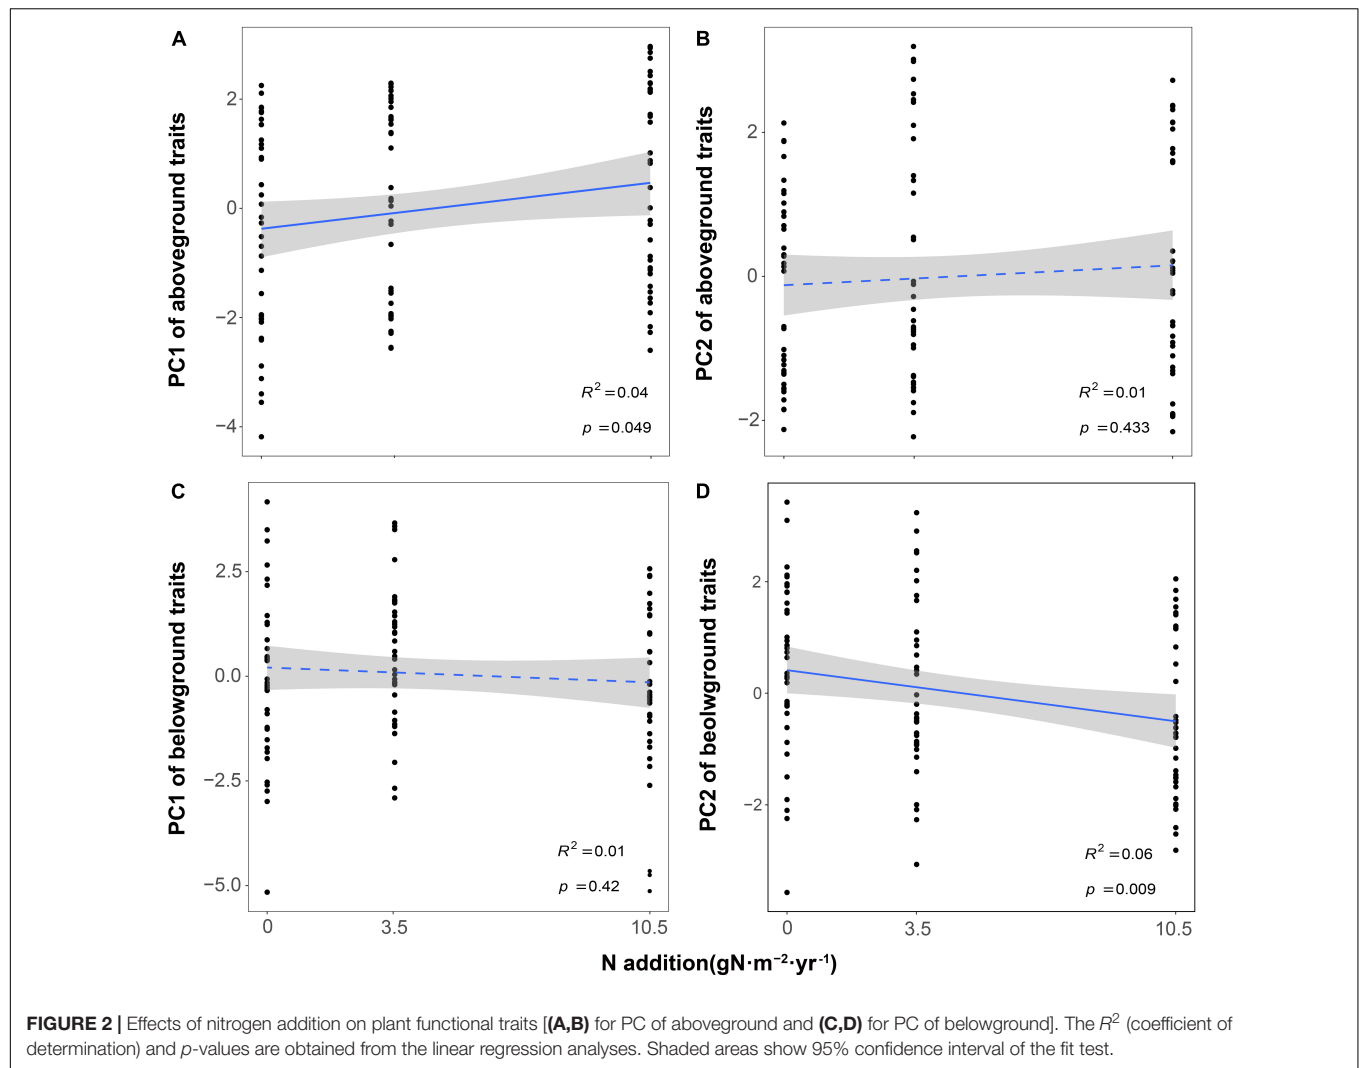 A
PC1 of aboveground traits
2
0
−2
−4
R² =0.04
p =0.049
B
PC2 of aboveground traits
2
0
−2
R² =0.01
p =0.433
C
PC1 of belowground traits
2.5
0.0
−2.5
−5.0
R² =0.01
p =0.42
0 3.5 10.5
D
PC2 of beolwground traits
2
0
−2
R² =0.06
p =0.009
0 3.5 10.5
N addition(gN·m⁻²·yr⁻¹)
FIGURE 2 | Effects of nitrogen addition on plant functional traits [(A,B) for PC of aboveground and (C,D) for PC of belowground]. The R² (coefficient of
determination) and p-values are obtained from the linear regression analyses. Shaded areas show 95% confidence interval of the fit test.